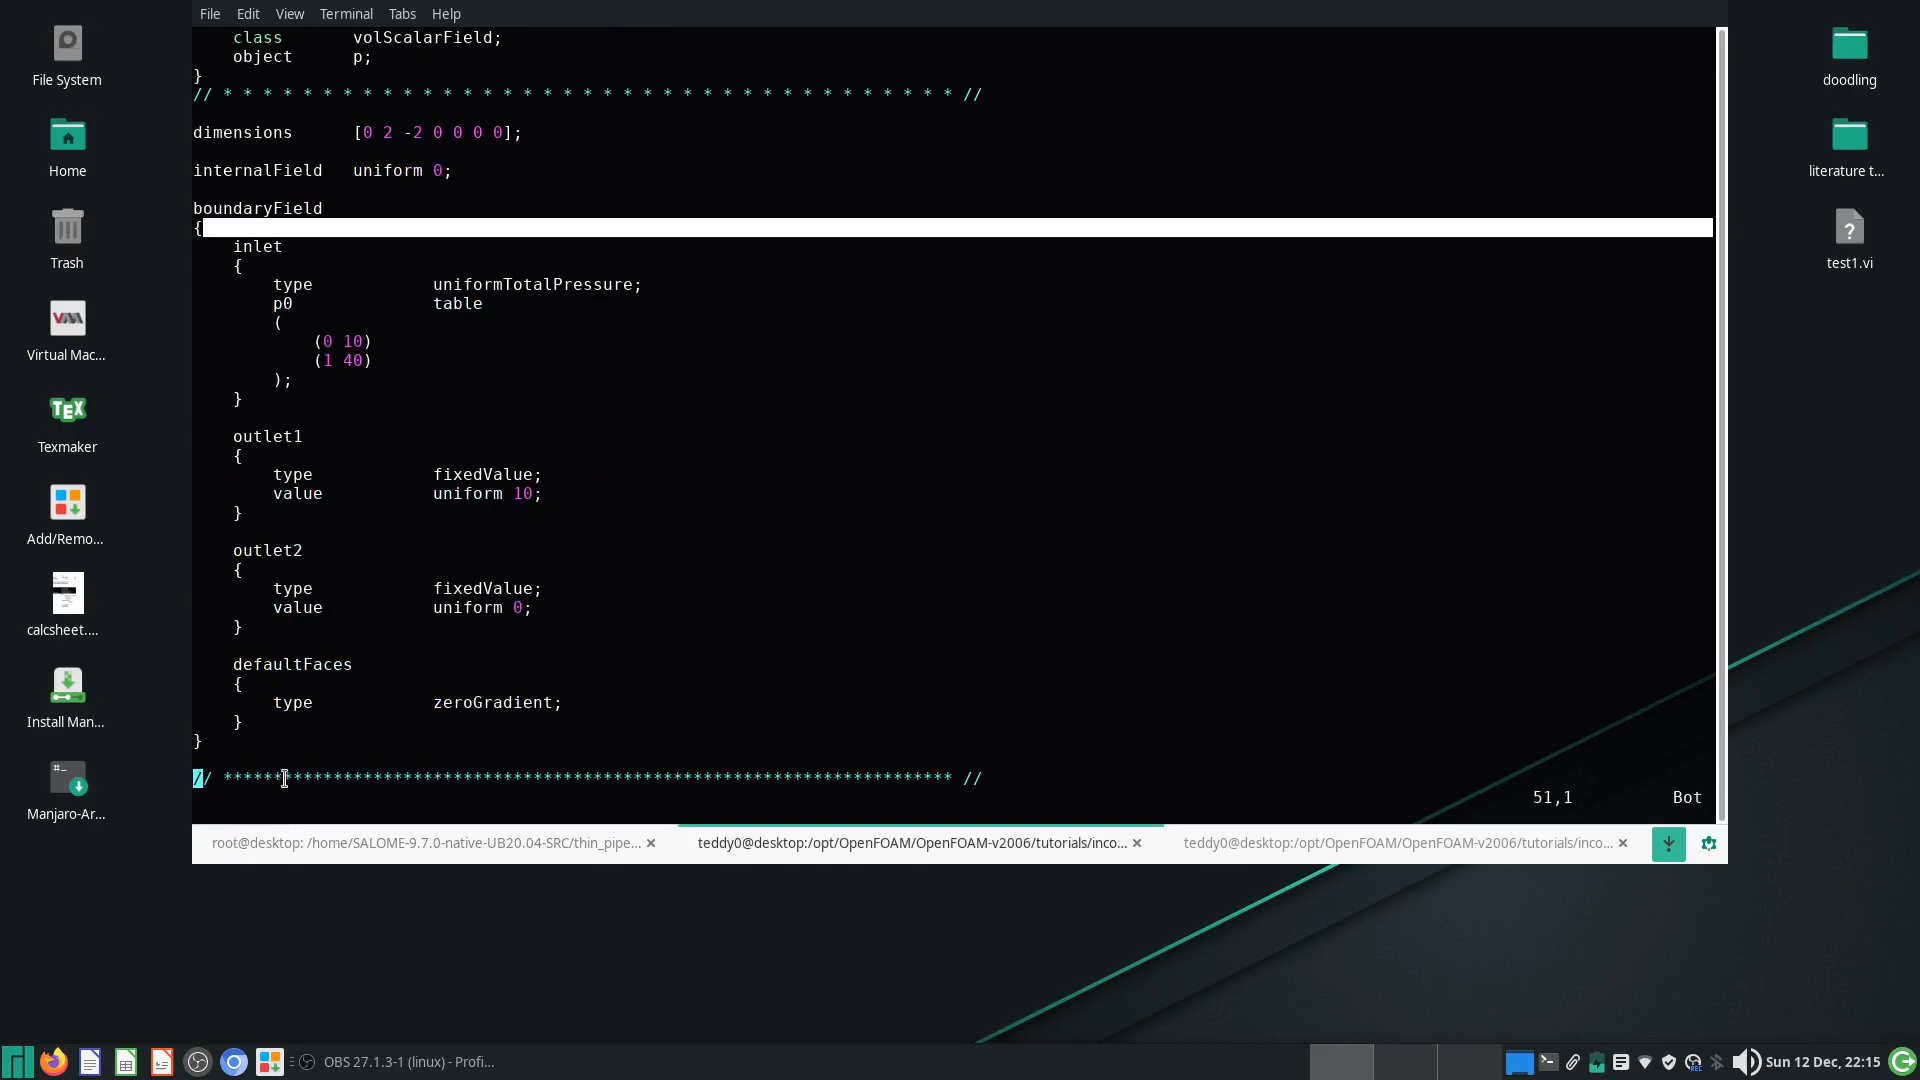 File Edit View Terminal Tabs Help
class volScalarField;
object p;
}
// * * * * * * * * * * * * * * * * * * * * * * * * * * * * * * * * * * * * * //
dimensions [0 2 -2 0 0 0 0];
internalField uniform 0;
boundaryField
{
inlet
{
type uniformTotalPressure;
p0 table
(
(0 10)
(1 40)
);
}
outlet1
{
type fixedValue;
value uniform 10;
}
outlet2
{
type fixedValue;
value uniform 0;
}
defaultFaces
{
type zeroGradient;
}
}
// ************************************************************************* //
51,1 Bot
root@desktop: /home/SALOME-9.7.0-native-UB20.04-SRC/thin_pipe...
teddy0@desktop:/opt/OpenFOAM/OpenFOAM-v2006/tutorials/inco...
teddy0@desktop:/opt/OpenFOAM/OpenFOAM-v2006/tutorials/inco...
File System
Home
Trash
VM
Virtual Mac...
TEX
Texmaker
Add/Remo...
calcsheet....
Install Man...
#-
Manjaro-Ar...
doodling
literature t...
?
test1.vi
OBS 27.1.3-1 (linux) - Profi...
REC
Sun 12 Dec, 22:15